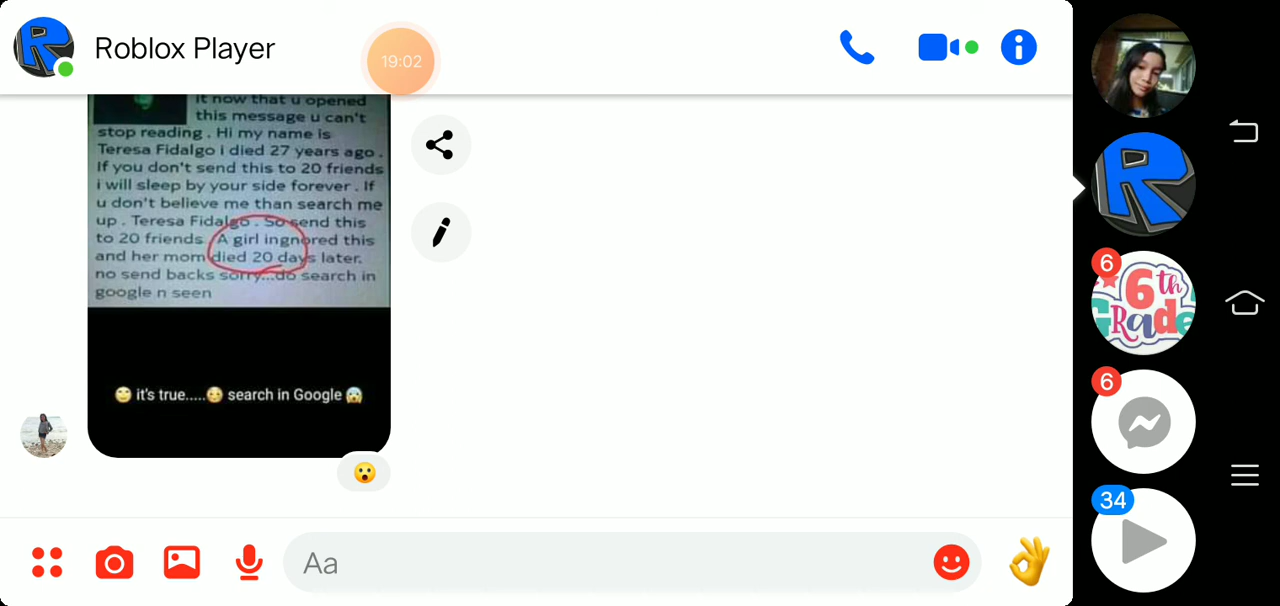 Roblox Player
19:02
it now that u opened
this message u can't
stop reading . Hi my name is
Teresa Fidalgo i died 27 years ago .
If you don't send this to 20 friends
i will sleep by your side forever . If
u don't believe me than search me
up . Teresa Fidalgo . So send this
to 20 friends. A girl ingnored this
and her mom died 20 days later.
no send backs sorry...do search in
google n seen
🙄 it's true.....😳 search in Google 😱
Aa
R
6
6th
GRade
6
34